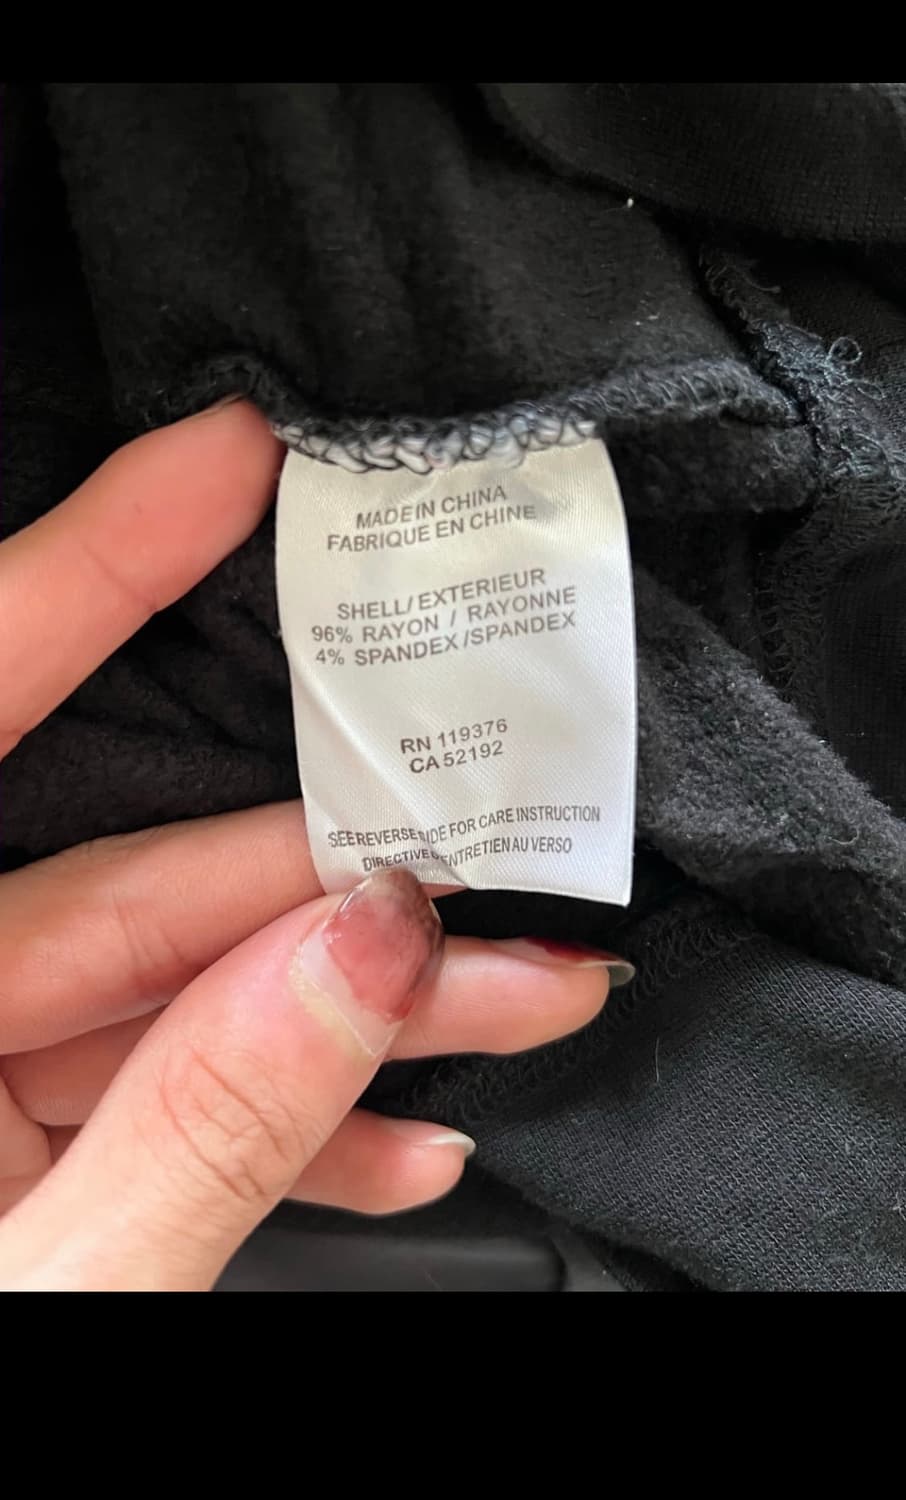 MADE IN CHINA
FABRIQUE EN CHINE
SHELL/EXTERIEUR
96% RAYON / RAYONNE
4% SPANDEX/SPANDEX
RN 119376
CA 52192
SEE REVERSE SIDE FOR CARE INSTRUCTION
DIRECTIVE D'ENTRETIEN AU VERSO